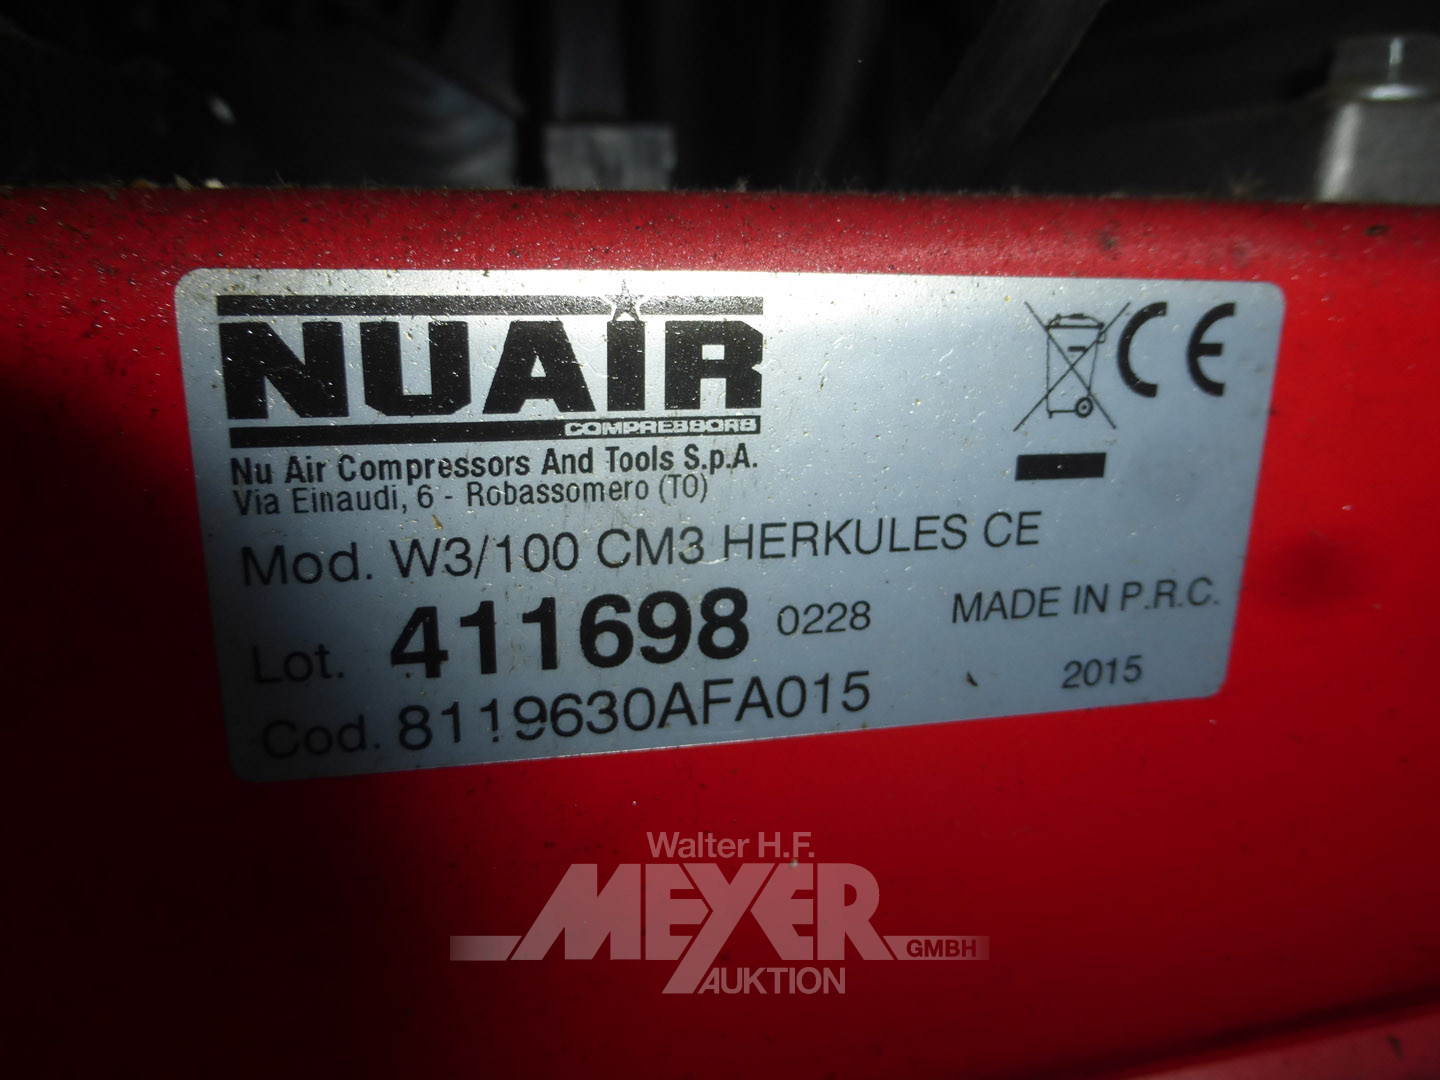 NUAIR
COMPRESSORS
Nu Air Compressors And Tools S.p.A.
Via Einaudi, 6 - Robassomero (TO)
CE
Mod. W3/100 CM3 HERKULES CE
Lot. 411698 0228 MADE IN P.R.C.
Cod. 8119630AFA015 2015
Walter H.F.
MEYER GMBH
AUKTION